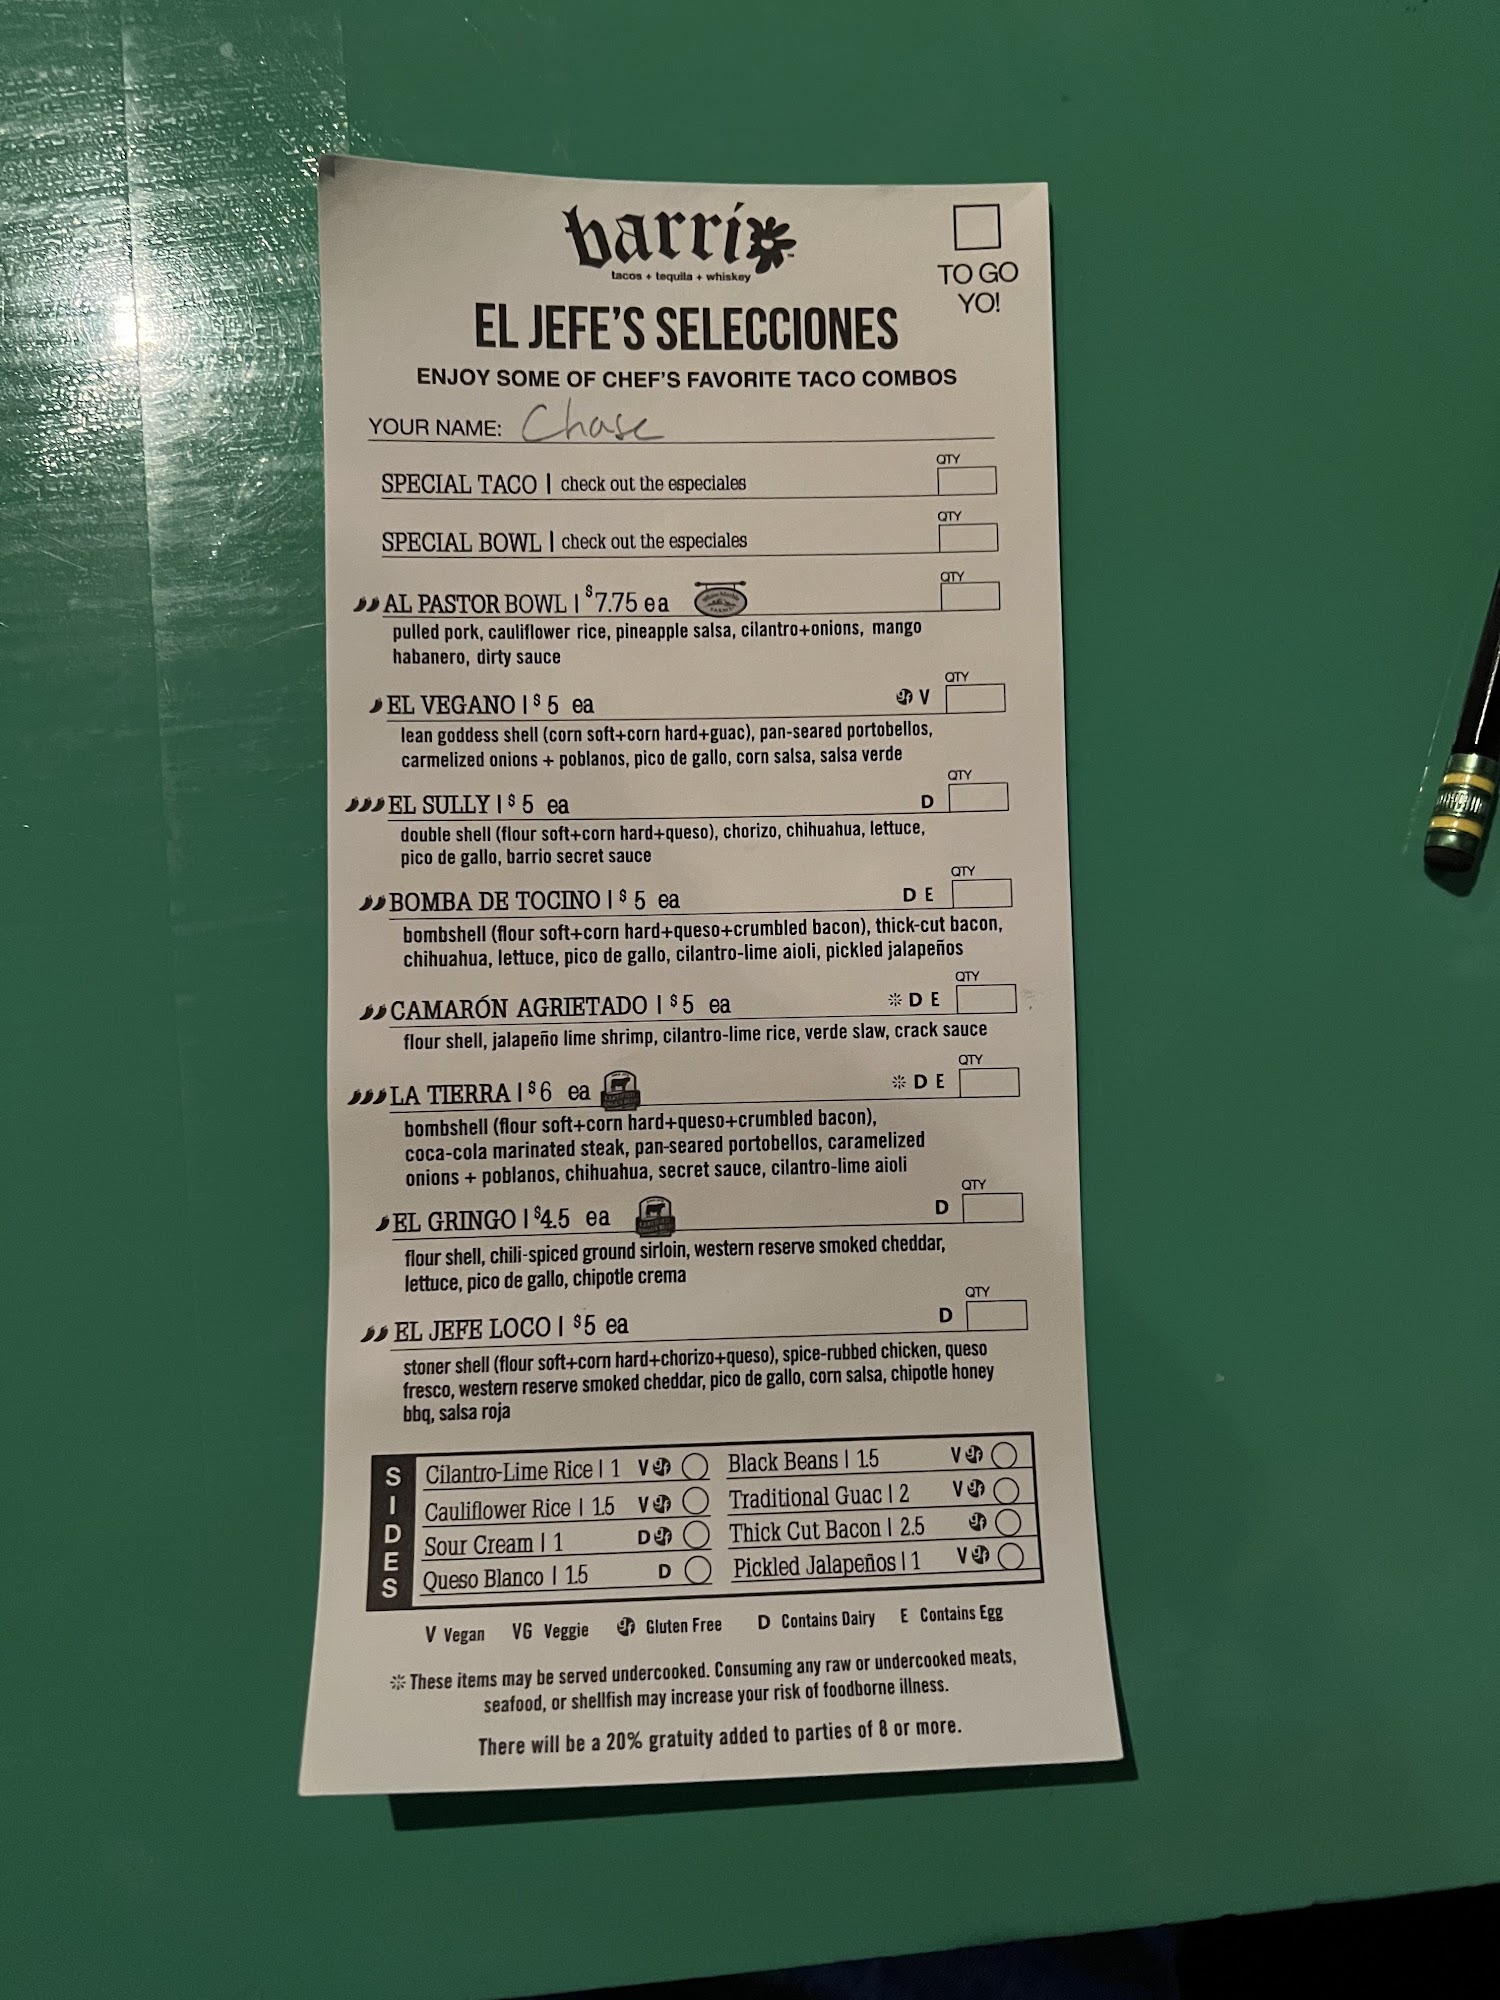 barrio
tacos + tequila + whiskey
TO GO
YO!
EL JEFE'S SELECCIONES
ENJOY SOME OF CHEF'S FAVORITE TACO COMBOS
YOUR NAME: Chase
QTY
SPECIAL TACO | check out the especiales
QTY
SPECIAL BOWL | check out the especiales
QTY
AL PASTOR BOWL | $7.75 ea
pulled pork, cauliflower rice, pineapple salsa, cilantro+onions, mango
habanero, dirty sauce
QTY
EL VEGANO | $5 ea gf V
lean goddess shell (corn soft+corn hard+guac), pan-seared portobellos,
carmelized onions + poblanos, pico de gallo, corn salsa, salsa verde
QTY
EL SULLY | $5 ea D
double shell (flour soft+corn hard+queso), chorizo, chihuahua, lettuce,
pico de gallo, barrio secret sauce
QTY
BOMBA DE TOCINO | $5 ea D E
bombshell (flour soft+corn hard+queso+crumbled bacon), thick-cut bacon,
chihuahua, lettuce, pico de gallo, cilantro-lime aioli, pickled jalapeños
QTY
CAMARÓN AGRIETADO | $5 ea ※ D E
flour shell, jalapeño lime shrimp, cilantro-lime rice, verde slaw, crack sauce
QTY
LA TIERRA | $6 ea ※ D E
bombshell (flour soft+corn hard+queso+crumbled bacon),
coca-cola marinated steak, pan-seared portobellos, caramelized
onions + poblanos, chihuahua, secret sauce, cilantro-lime aioli
QTY
EL GRINGO | $4.5 ea D
flour shell, chili-spiced ground sirloin, western reserve smoked cheddar,
lettuce, pico de gallo, chipotle crema
QTY
EL JEFE LOCO | $5 ea D
stoner shell (flour soft+corn hard+chorizo+queso), spice-rubbed chicken, queso
fresco, western reserve smoked cheddar, pico de gallo, corn salsa, chipotle honey
bbq, salsa roja
SIDES
Cilantro-Lime Rice | 1 V gf
Cauliflower Rice | 1.5 V gf
Sour Cream | 1 D gf
Queso Blanco | 1.5 D
Black Beans | 1.5 V gf
Traditional Guac | 2 V gf
Thick Cut Bacon | 2.5 gf
Pickled Jalapeños | 1 V gf
V Vegan VG Veggie gf Gluten Free D Contains Dairy E Contains Egg
※ These items may be served undercooked. Consuming any raw or undercooked meats,
seafood, or shellfish may increase your risk of foodborne illness.
There will be a 20% gratuity added to parties of 8 or more.